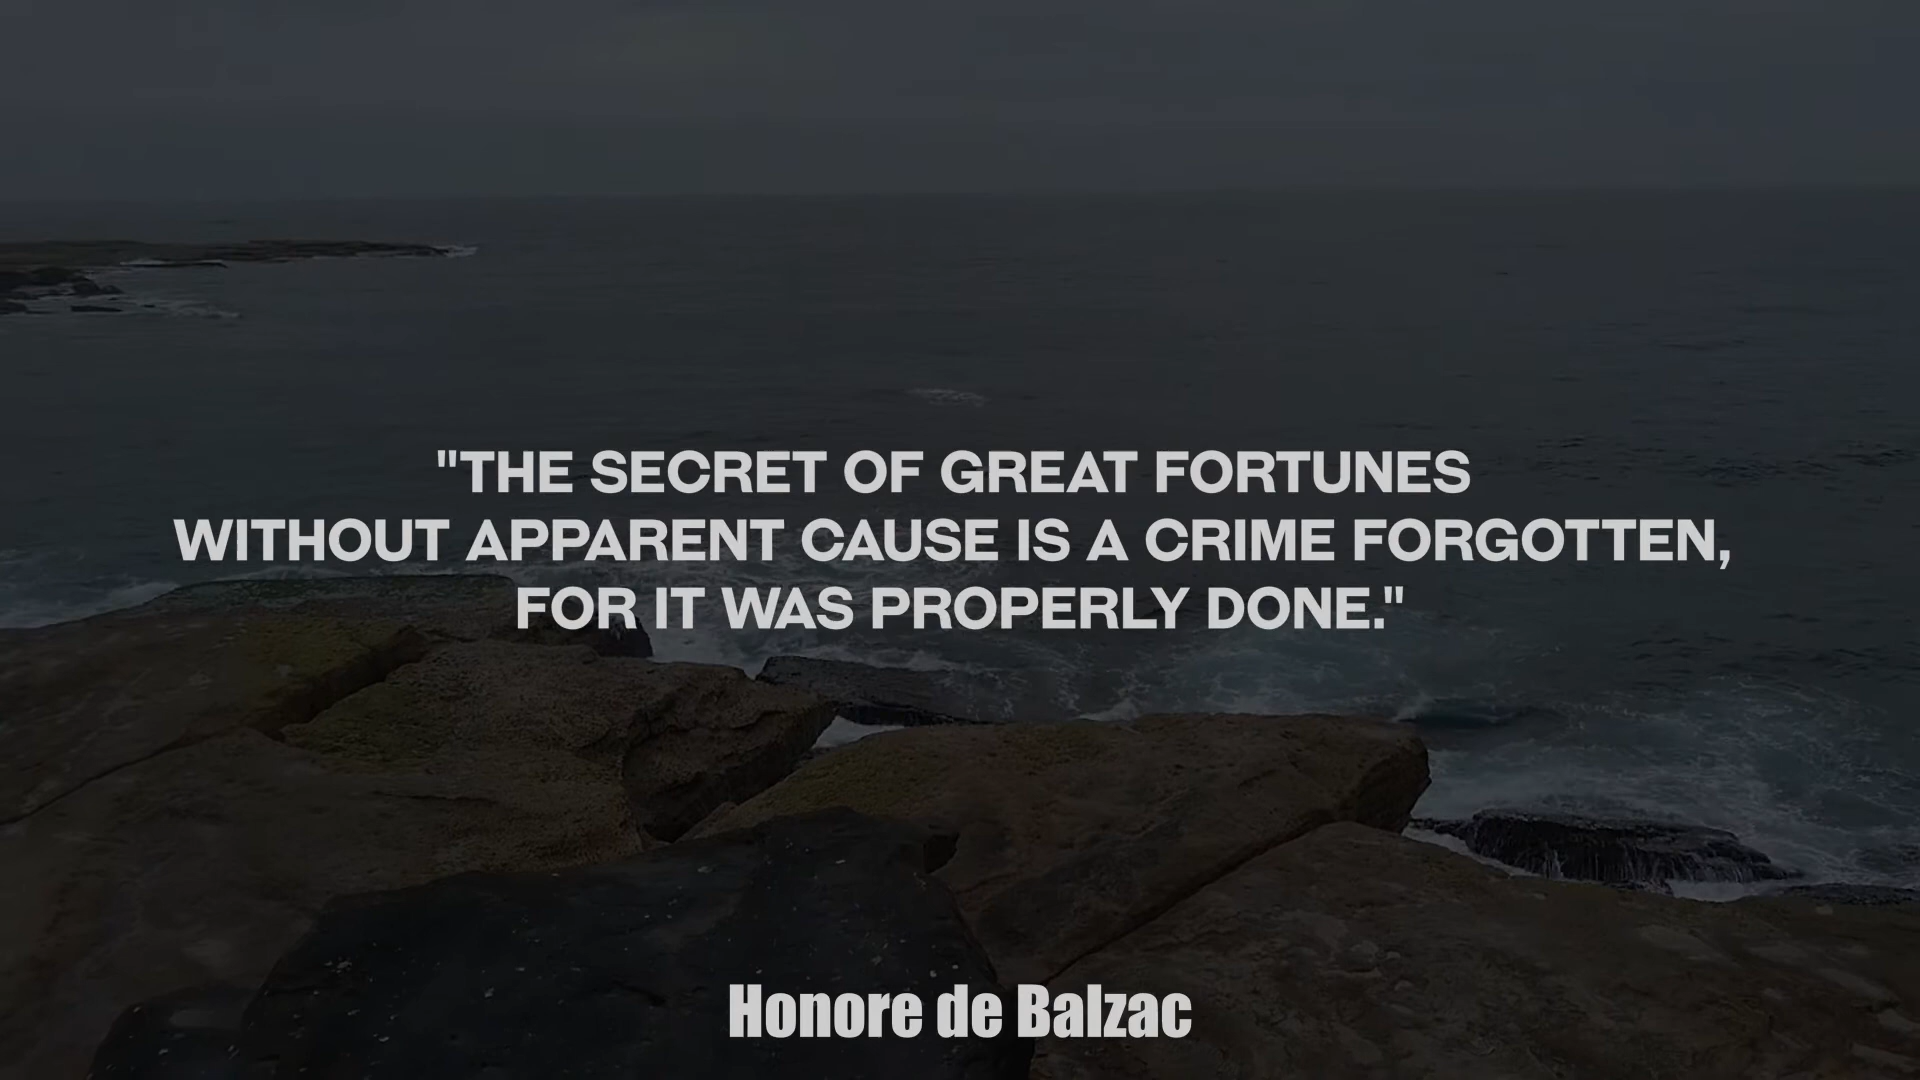 "THE SECRET OF GREAT FORTUNES
WITHOUT APPARENT CAUSE IS A CRIME FORGOTTEN,
FOR IT WAS PROPERLY DONE."
Honore de Balzac